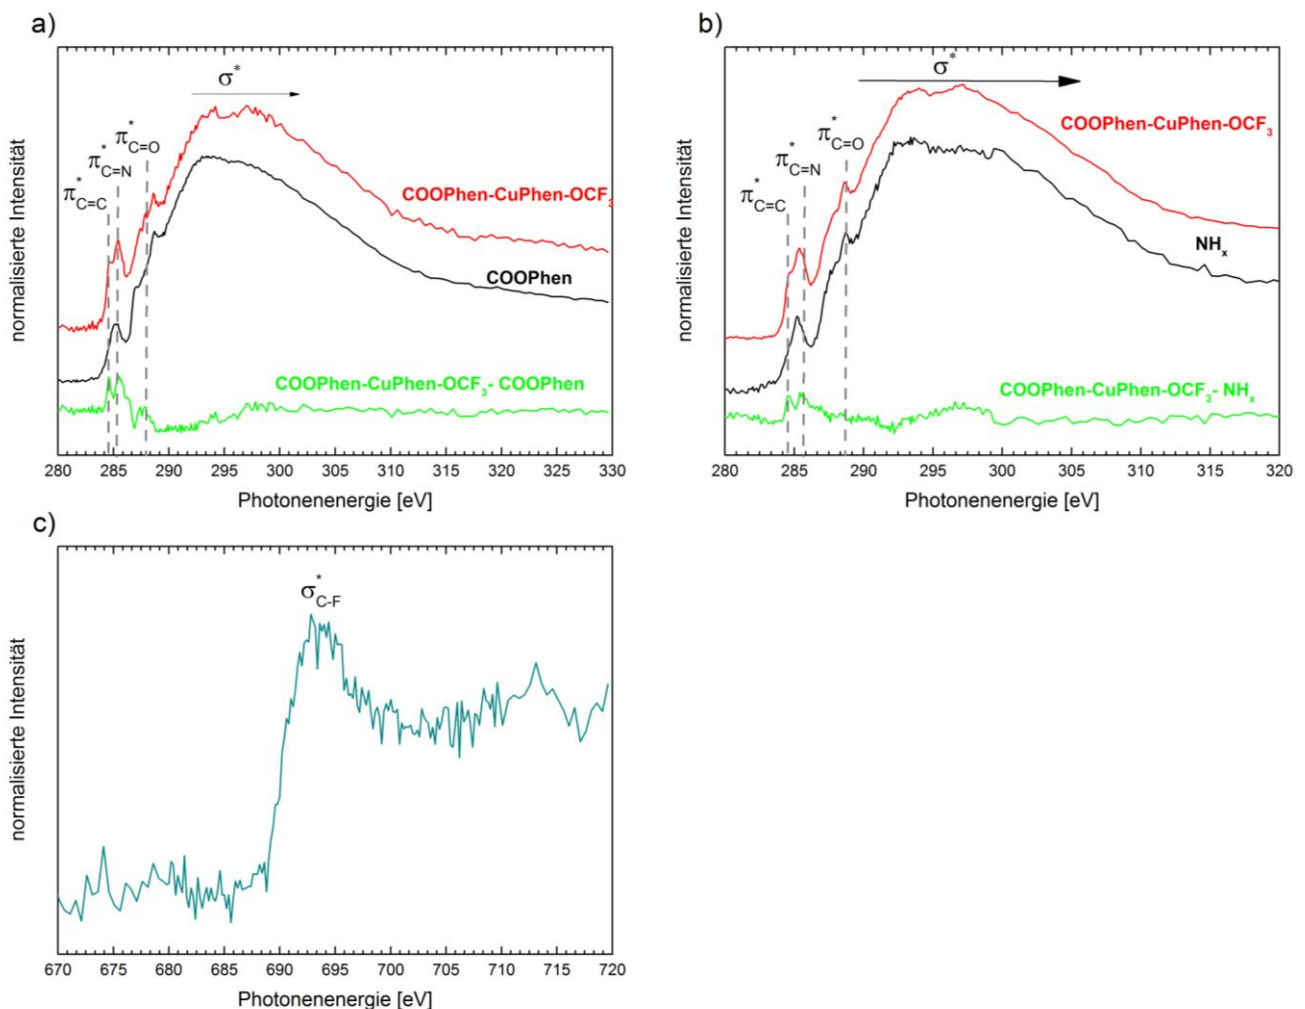 a)
normalisierte Intensität
σ*
π*C=C
π*C=N
π*C=O
COOPhen-CuPhen-OCF3
COOPhen
COOPhen-CuPhen-OCF3- COOPhen
280 285 290 295 300 305 310 315 320 325 330
Photonenenergie [eV]
b)
normalisierte Intensität
σ*
π*C=C
π*C=N
π*C=O
COOPhen-CuPhen-OCF3
NHx
COOPhen-CuPhen-OCF3- NHx
280 285 290 295 300 305 310 315 320
Photonenenergie [eV]
c)
normalisierte Intensität
σ*C-F
670 675 680 685 690 695 700 705 710 715 720
Photonenenergie [eV]